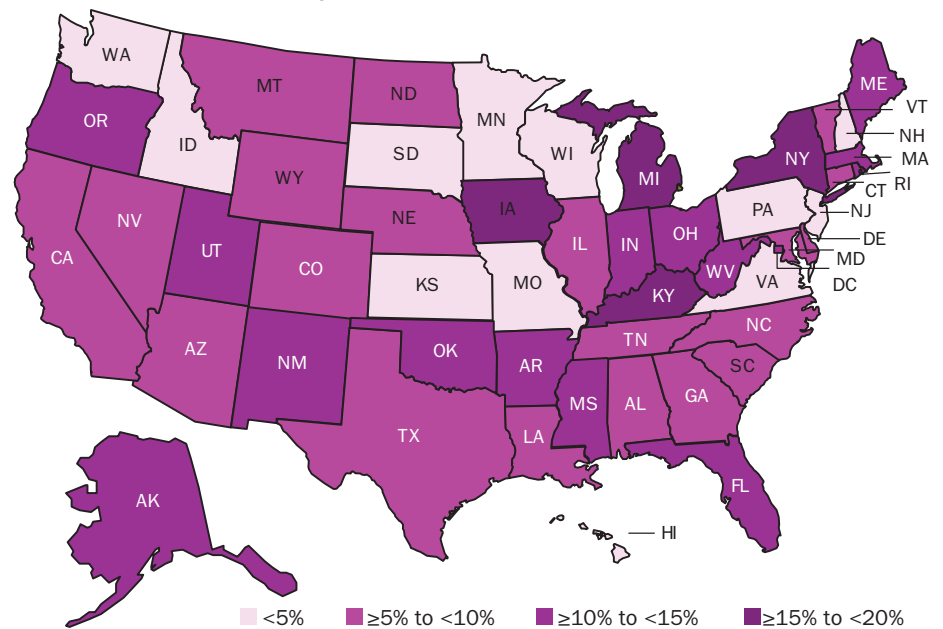 WA
MT
ND
MN
ME
VT
OR
ID
SD
WI
MI
NY
NH
MA
WY
IA
PA
RI
CT
NJ
NV
NE
IL
IN
OH
DE
MD
DC
CA
UT
CO
KS
MO
WV
VA
KY
AZ
NM
OK
AR
TN
NC
SC
TX
LA
MS
AL
GA
AK
FL
HI
<5% ≥5% to <10% ≥10% to <15% ≥15% to <20%